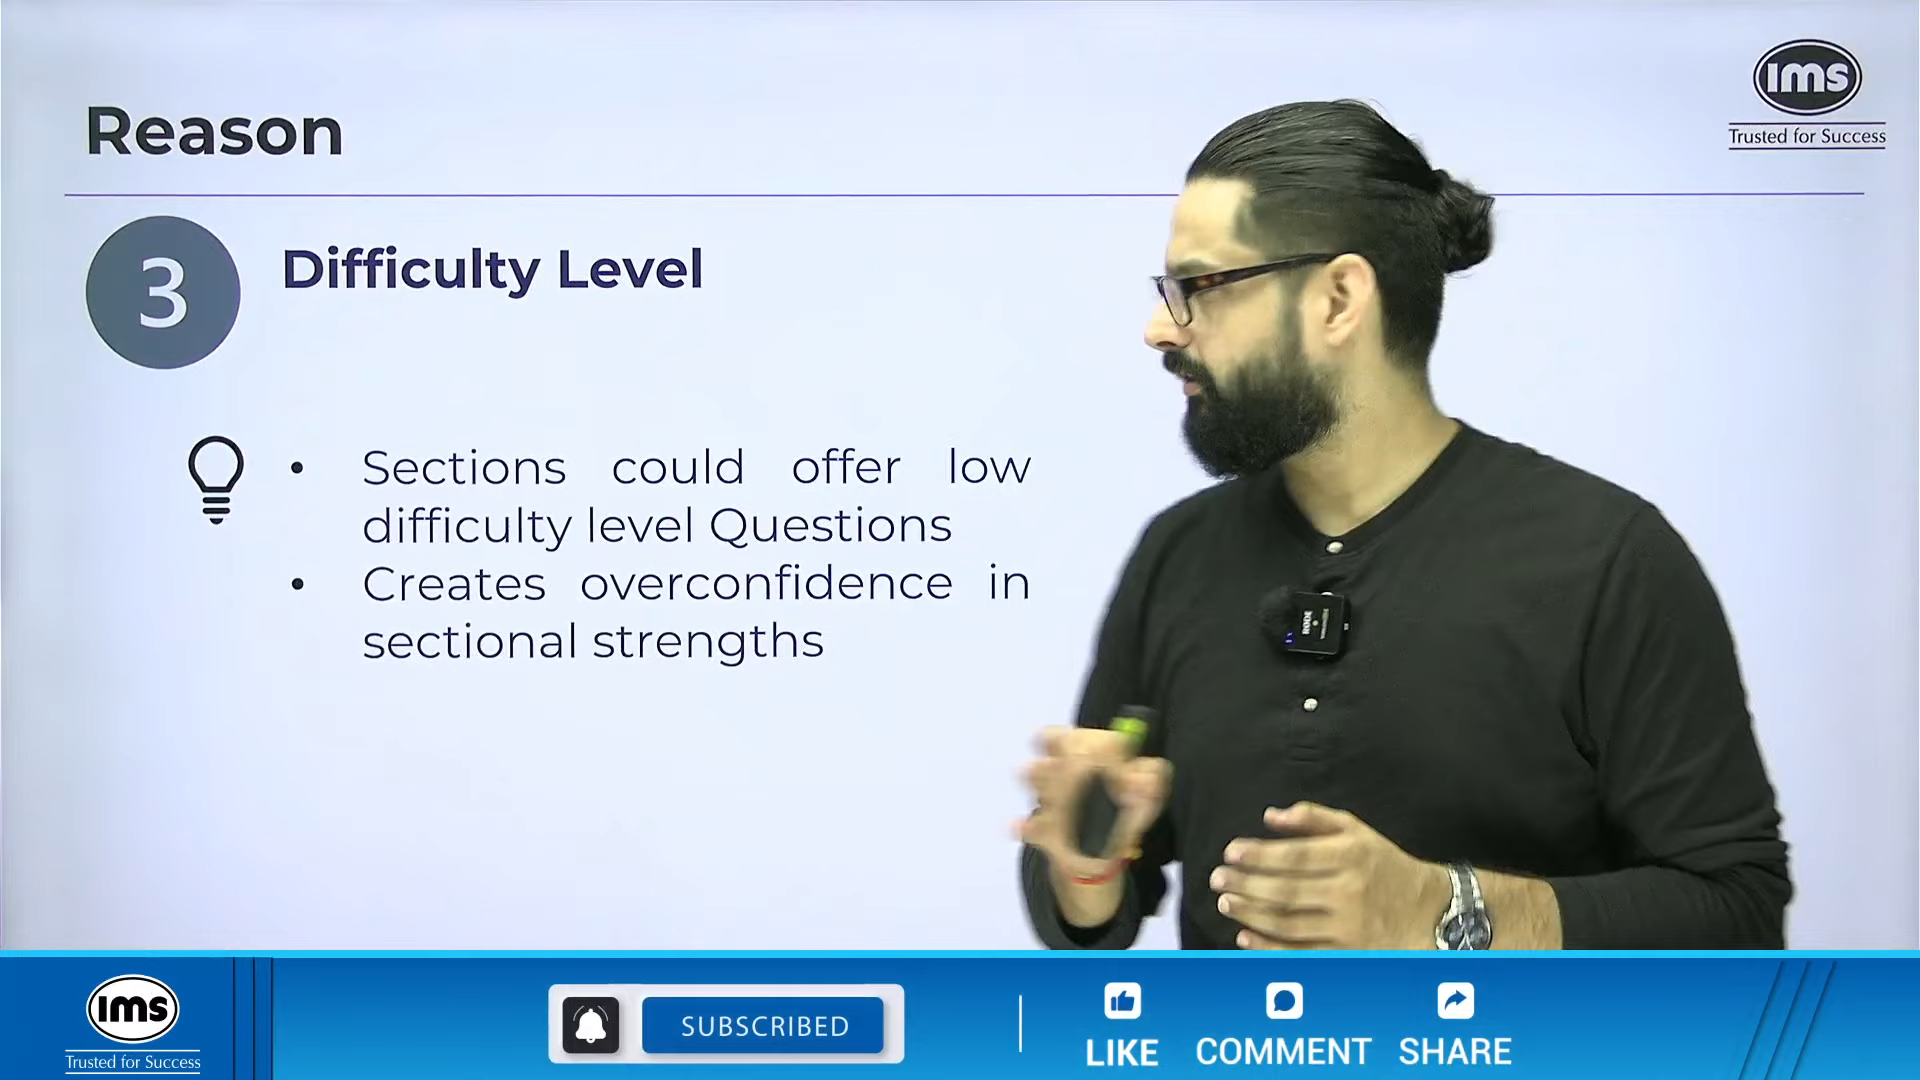 Reason
ims
Trusted for Success
3
Difficulty Level
• Sections could offer low
difficulty level Questions
• Creates overconfidence in
sectional strengths
RODE
ims
Trusted for Success
SUBSCRIBED
LIKE
COMMENT
SHARE